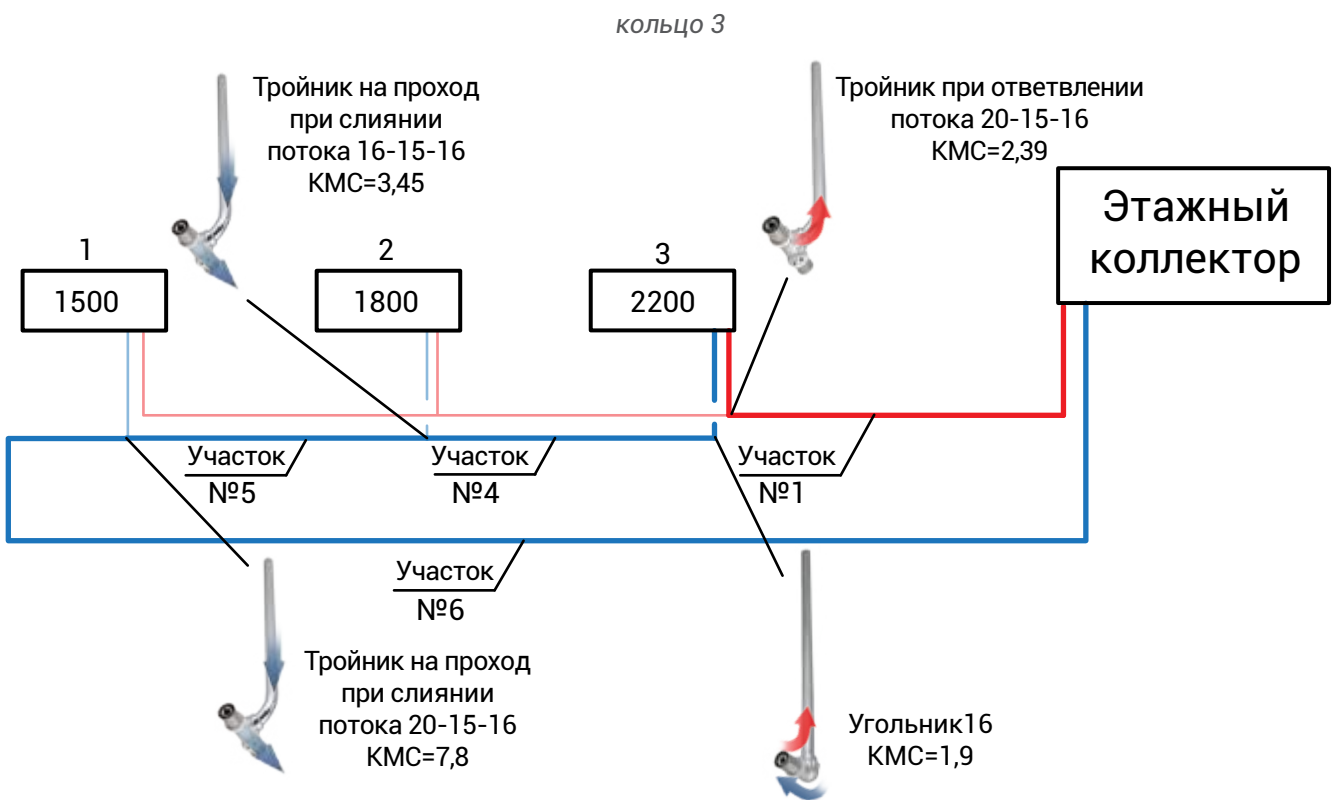 кольцо 3
Тройник на проход
при слиянии
потока 16-15-16
КМС=3,45
Тройник при ответвлении
потока 20-15-16
КМС=2,39
Этажный
коллектор
1
1500
2
1800
3
2200
Участок
№5
Участок
№4
Участок
№1
Участок
№6
Тройник на проход
при слиянии
потока 20-15-16
КМС=7,8
Угольник16
КМС=1,9